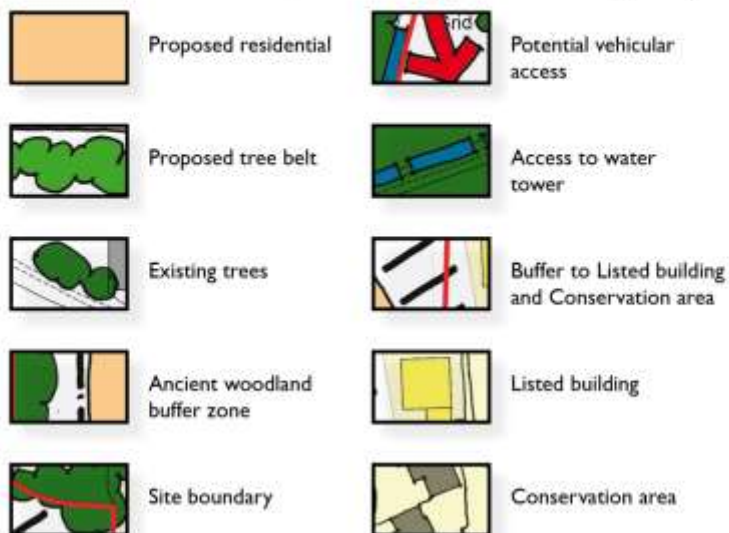 Proposed residential
Proposed tree belt
Existing trees
Ancient woodland
buffer zone
Site boundary
Grid
Potential vehicular
access
Access to water
tower
Buffer to Listed building
and Conservation area
Listed building
Conservation area